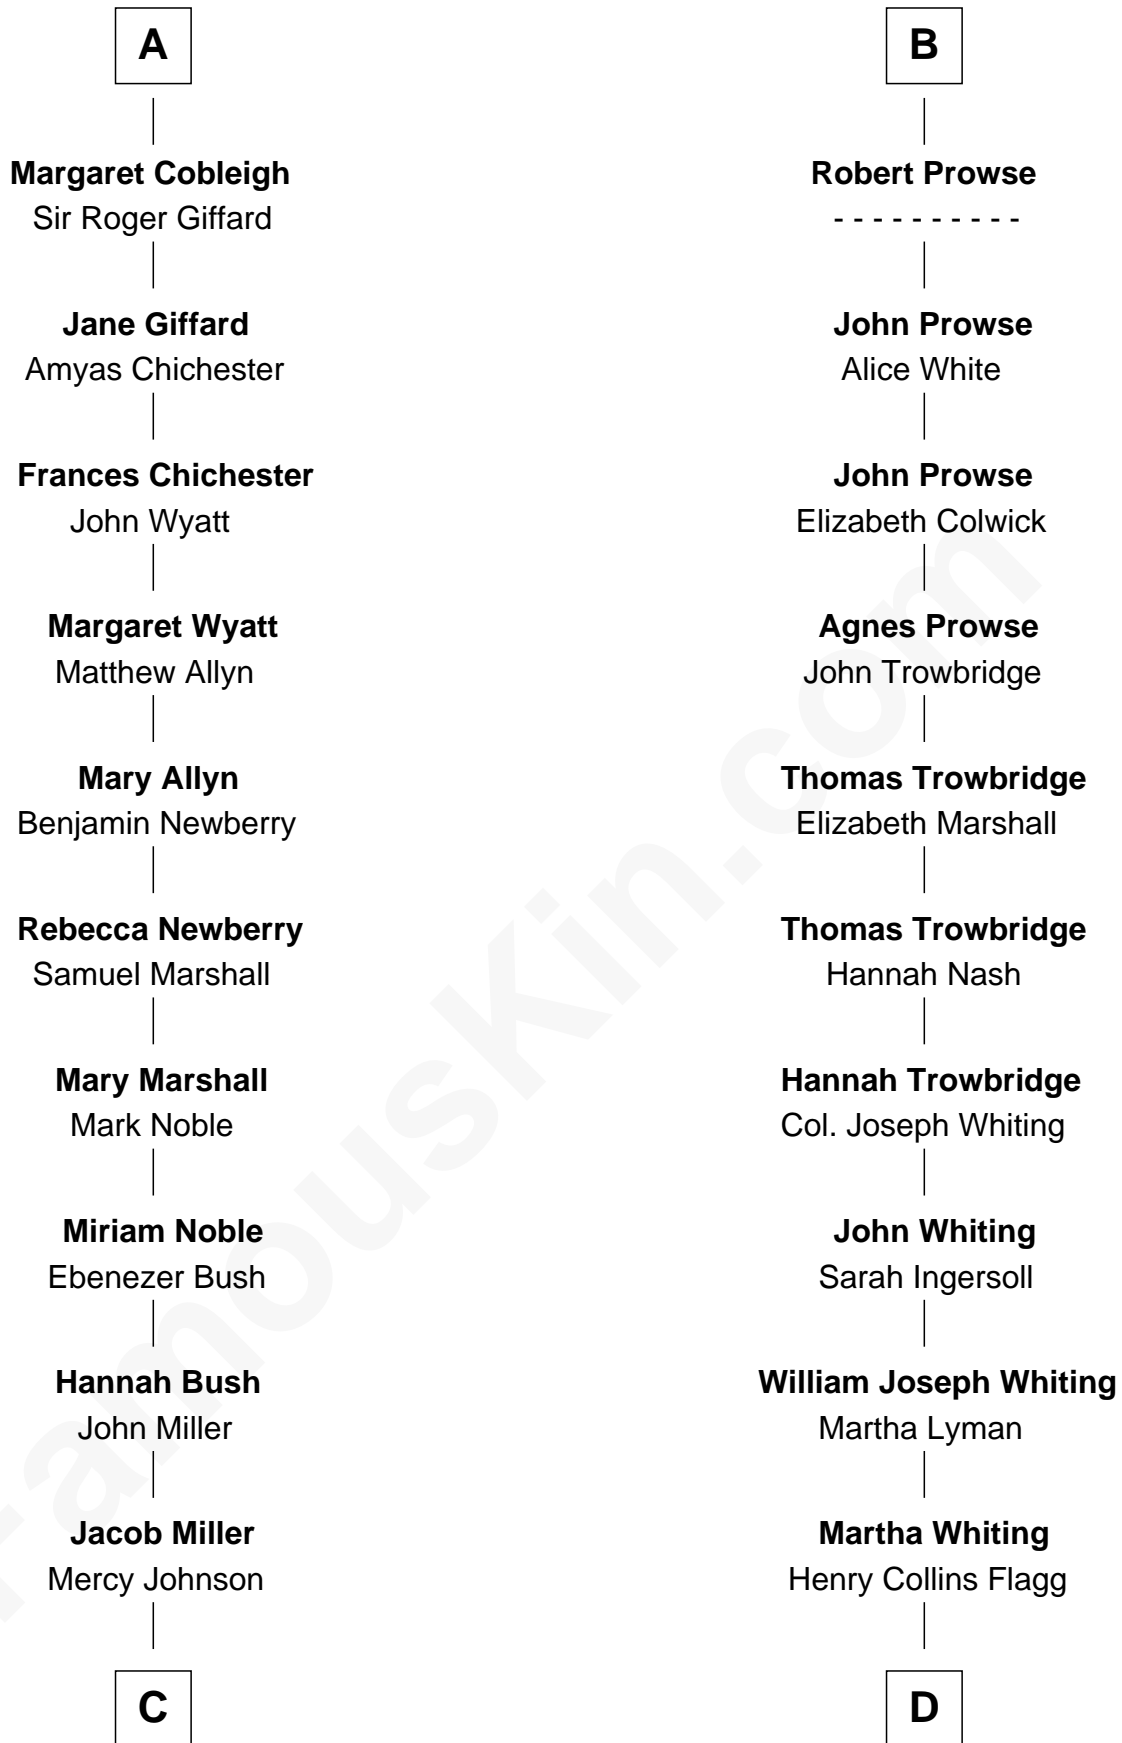 A
Margaret Cobleigh
Sir Roger Giffard
Jane Giffard
Amyas Chichester
Frances Chichester
John Wyatt
Margaret Wyatt
Matthew Allyn
Mary Allyn
Benjamin Newberry
Rebecca Newberry
Samuel Marshall
Mary Marshall
Mark Noble
Miriam Noble
Ebenezer Bush
Hannah Bush
John Miller
Jacob Miller
Mercy Johnson
C
B
Robert Prowse
- - - - - - - - - -
John Prowse
Alice White
John Prowse
Elizabeth Colwick
Agnes Prowse
John Trowbridge
Thomas Trowbridge
Elizabeth Marshall
Thomas Trowbridge
Hannah Nash
Hannah Trowbridge
Col. Joseph Whiting
John Whiting
Sarah Ingersoll
William Joseph Whiting
Martha Lyman
Martha Whiting
Henry Collins Flagg
D
FamousKin.com